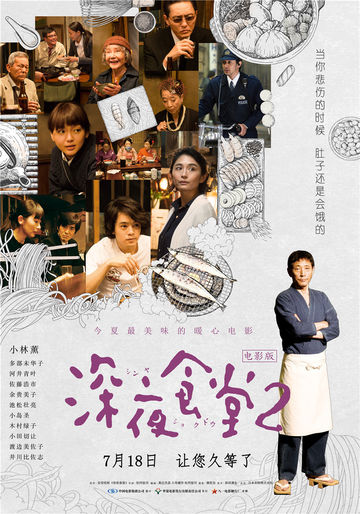 当你悲伤的时候 肚子还是会饿的
今夏最美味的暖心电影
电影版
深夜食堂2
シンヤ
ショクドウ
小林薰
多部未华子
河井青叶
佐藤浩市
余贵美子
池松壮亮
小岛圣
木村绿子
小田切让
渡边美佐子
井川比佐志
7月18日 让您久等了